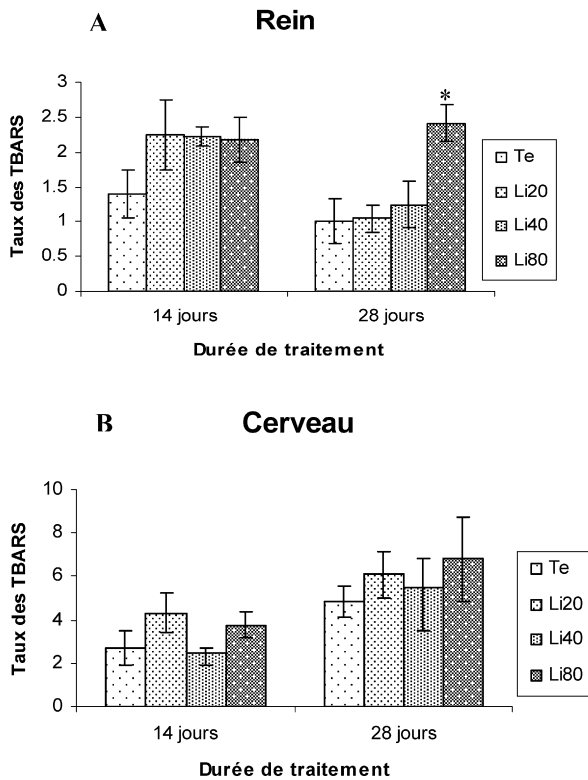 A
Rein
Taux des TBARS
3
2.5
2
1.5
1
0.5
0
*
14 jours
28 jours
Durée de traitement
Te
Li20
Li40
Li80
B
Cerveau
Taux des TBARS
10
8
6
4
2
0
14 jours
28 jours
Durée de traitement
Te
Li20
Li40
Li80